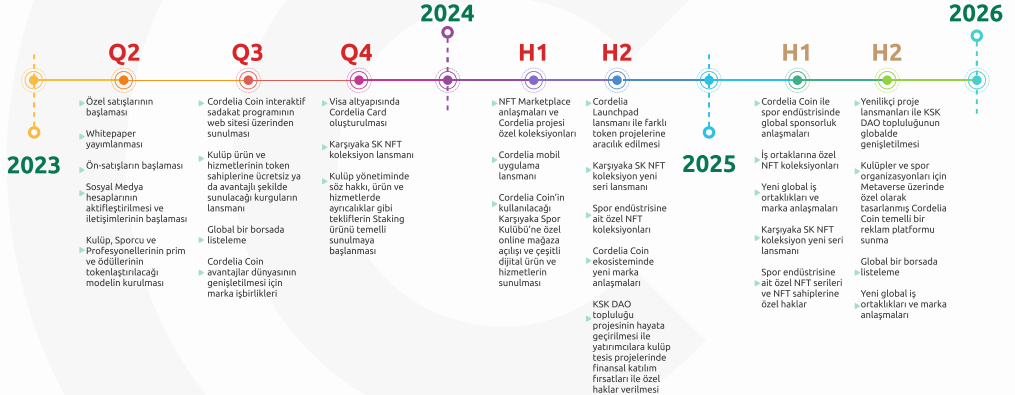 2023
Q2
Özel satışlarının
başlaması
Whitepaper
yayımlanması
Ön-satışların başlaması
Sosyal Medya
hesaplarının
aktifleştirilmesi ve
iletişimlerinin başlaması
Kulüp, Sporcu ve
Profesyonellerinin prim
ve ödüllerinin
tokenlaştırılacağı
modelin kurulması
Q3
Cordelia Coin interaktif
sadakat programının
web sitesi üzerinden
sunulması
Kulüp ürün ve
hizmetlerinin token
sahiplerine ücretsiz ya
da avantajlı şekilde
sunulacağı kurguların
lansmanı
Global bir borsada
listeleme
Cordelia Coin
avantajlar dünyasının
genişletilmesi için
marka işbirlikleri
Q4
Visa altyapısında
Cordelia Card
oluşturulması
Karşıyaka SK NFT
koleksiyon lansmanı
Kulüp yönetiminde
söz hakkı, ürün ve
hizmetlerde
ayrıcalıklar gibi
tekliflerin Staking
ürünü temelli
sunulmaya
başlanması
2024
H1
NFT Marketplace
anlaşmaları ve
Cordelia projesi
özel koleksiyonları
Cordelia mobil
uygulama
lansmanı
Cordelia Coin'in
kullanılacağı
Karşıyaka Spor
Kulübü'ne özel
online mağaza
açılışı ve çeşitli
dijital ürün ve
hizmetlerin
sunulması
H2
Cordelia
Launchpad
lansmanı ile farklı
token projelerine
aracılık edilmesi
Karşıyaka SK NFT
koleksiyon yeni
seri lansmanı
Spor endüstrisine
ait özel NFT
koleksiyonları
Cordelia Coin
ekosisteminde
yeni marka
anlaşmaları
KSK DAO
topluluğu
projesinin hayata
geçirilmesi ile
yatırımcılara kulüp
tesis projelerinde
finansal katılım
fırsatları ile özel
haklar verilmesi
2025
H1
Cordelia Coin ile
spor endüstrisinde
global sponsorluk
anlaşmaları
İş ortaklarına özel
NFT koleksiyonları
Yeni global iş
ortaklıkları ve
marka anlaşmaları
Karşıyaka SK NFT
koleksiyon yeni seri
lansmanı
Spor endüstrisine
ait özel NFT serileri
ve NFT sahiplerine
özel haklar
H2
Yenilikçi proje
lansmanları ile KSK
DAO topluluğunun
globalde
genişletilmesi
Kulüpler ve spor
organizasyonları için
Metaverse üzerinde
özel olarak
tasarlanmış Cordelia
Coin temelli bir
reklam platformu
sunma
Global bir borsada
listeleme
Yeni global iş
ortaklıkları ve marka
anlaşmaları
2026